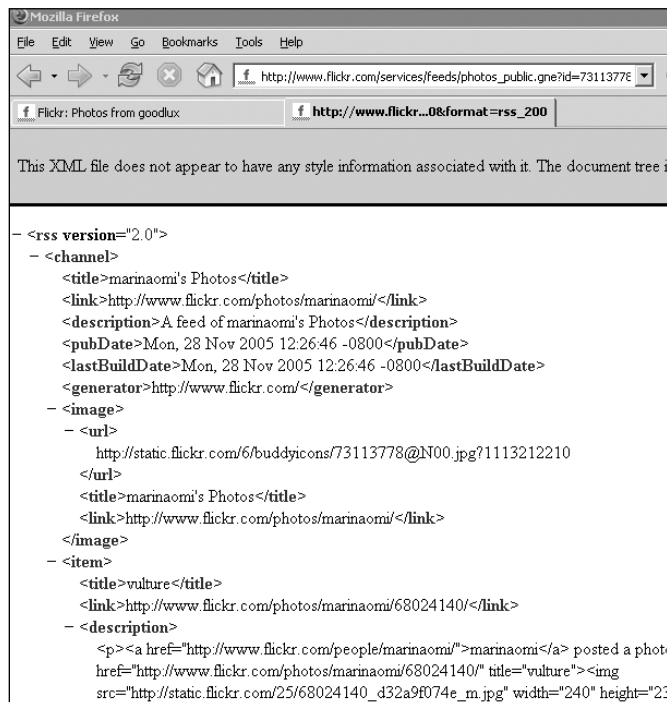 Mozilla Firefox
File Edit View Go Bookmarks Tools Help
http://www.flickr.com/services/feeds/photos_public.gne?id=73113778
Flickr: Photos from goodlux
http://www.flickr...0&format=rss_200
This XML file does not appear to have any style information associated with it. The document tree i
− <rss version="2.0">
− <channel>
<title>marinaomi's Photos</title>
<link>http://www.flickr.com/photos/marinaomi/</link>
<description>A feed of marinaomi's Photos</description>
<pubDate>Mon, 28 Nov 2005 12:26:46 -0800</pubDate>
<lastBuildDate>Mon, 28 Nov 2005 12:26:46 -0800</lastBuildDate>
<generator>http://www.flickr.com/</generator>
− <image>
− <url>
http://static.flickr.com/6/buddyicons/73113778@N00.jpg?1113212210
</url>
<title>marinaomi's Photos</title>
<link>http://www.flickr.com/photos/marinaomi/</link>
</image>
− <item>
<title>vulture</title>
<link>http://www.flickr.com/photos/marinaomi/68024140/</link>
− <description>
<p><a href="http://www.flickr.com/people/marinaomi/">marinaomi</a> posted a photo
href="http://www.flickr.com/photos/marinaomi/68024140/" title="vulture"><img
src="http://static.flickr.com/25/68024140_d32a9f074e_m.jpg" width="240" height="23